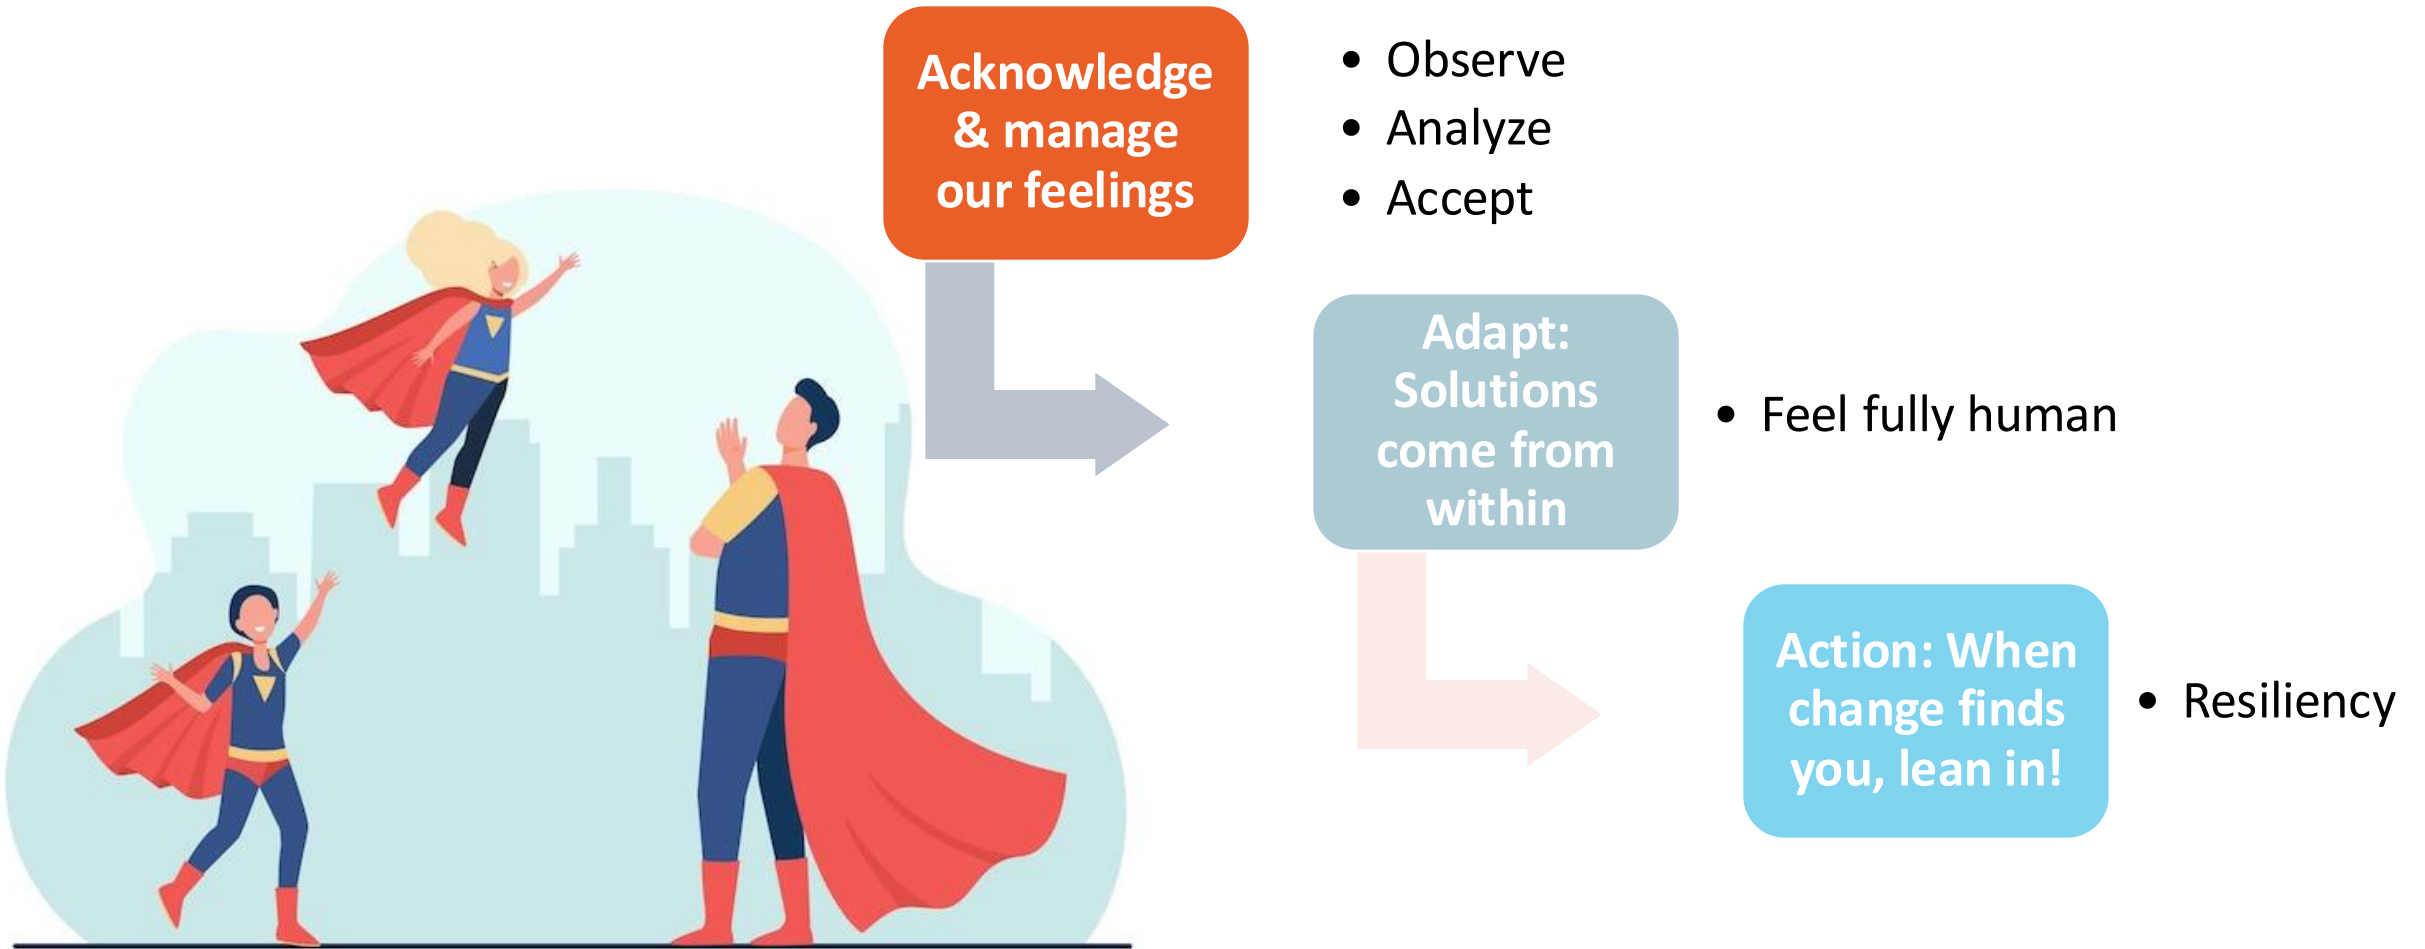 Acknowledge
& manage
our feelings
• Observe
• Analyze
• Accept
Adapt:
Solutions
come from
within
• Feel fully human
Action: When
change finds
you, lean in!
• Resiliency